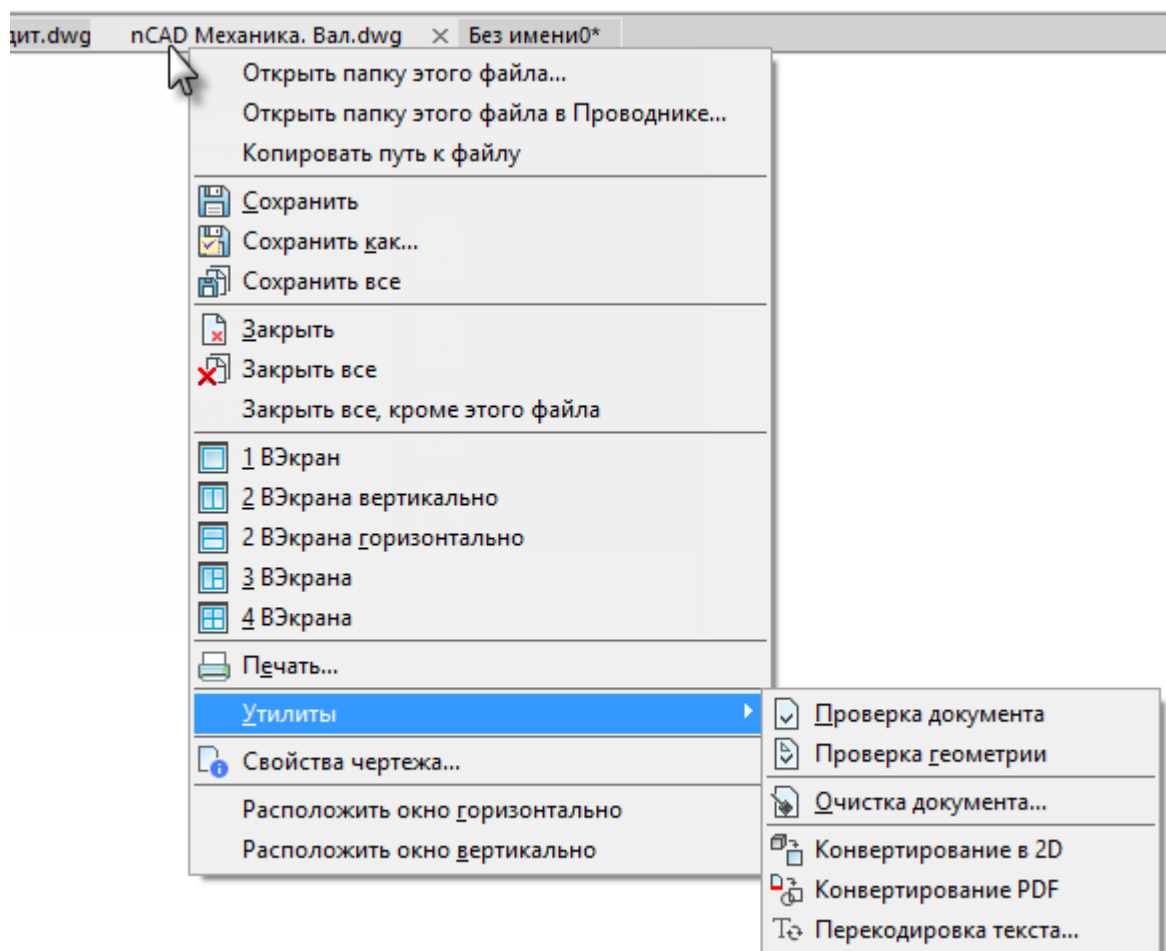 дит.dwg nCAD Механика. Вал.dwg Без имени0*
Открыть папку этого файла...
Открыть папку этого файла в Проводнике...
Копировать путь к файлу
Сохранить
Сохранить как...
Сохранить все
Закрыть
Закрыть все
Закрыть все, кроме этого файла
1 ВЭкран
2 ВЭкрана вертикально
2 ВЭкрана горизонтально
3 ВЭкрана
4 ВЭкрана
Печать...
Утилиты
Проверка документа
Проверка геометрии
Очистка документа...
Конвертирование в 2D
Конвертирование PDF
Перекодировка текста...
Свойства чертежа...
Расположить окно горизонтально
Расположить окно вертикально